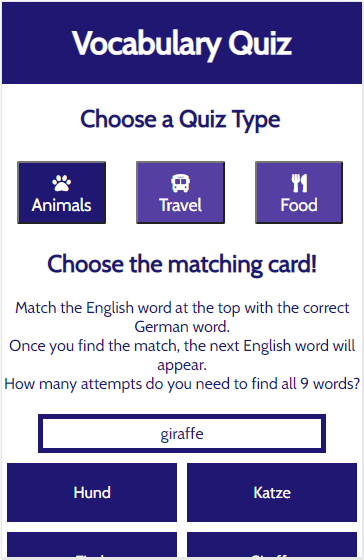 Vocabulary Quiz
Choose a Quiz Type
Animals
Travel
Food
Choose the matching card!
Match the English word at the top with the correct
German word.
Once you find the match, the next English word will
appear.
How many attempts do you need to find all 9 words?
giraffe
Hund
Katze